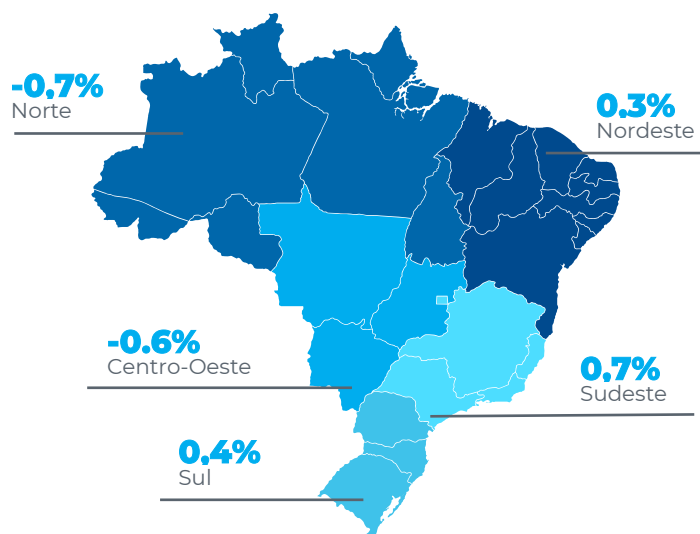 -0,7%
Norte
0.3%
Nordeste
-0.6%
Centro-Oeste
0,7%
Sudeste
0,4%
Sul